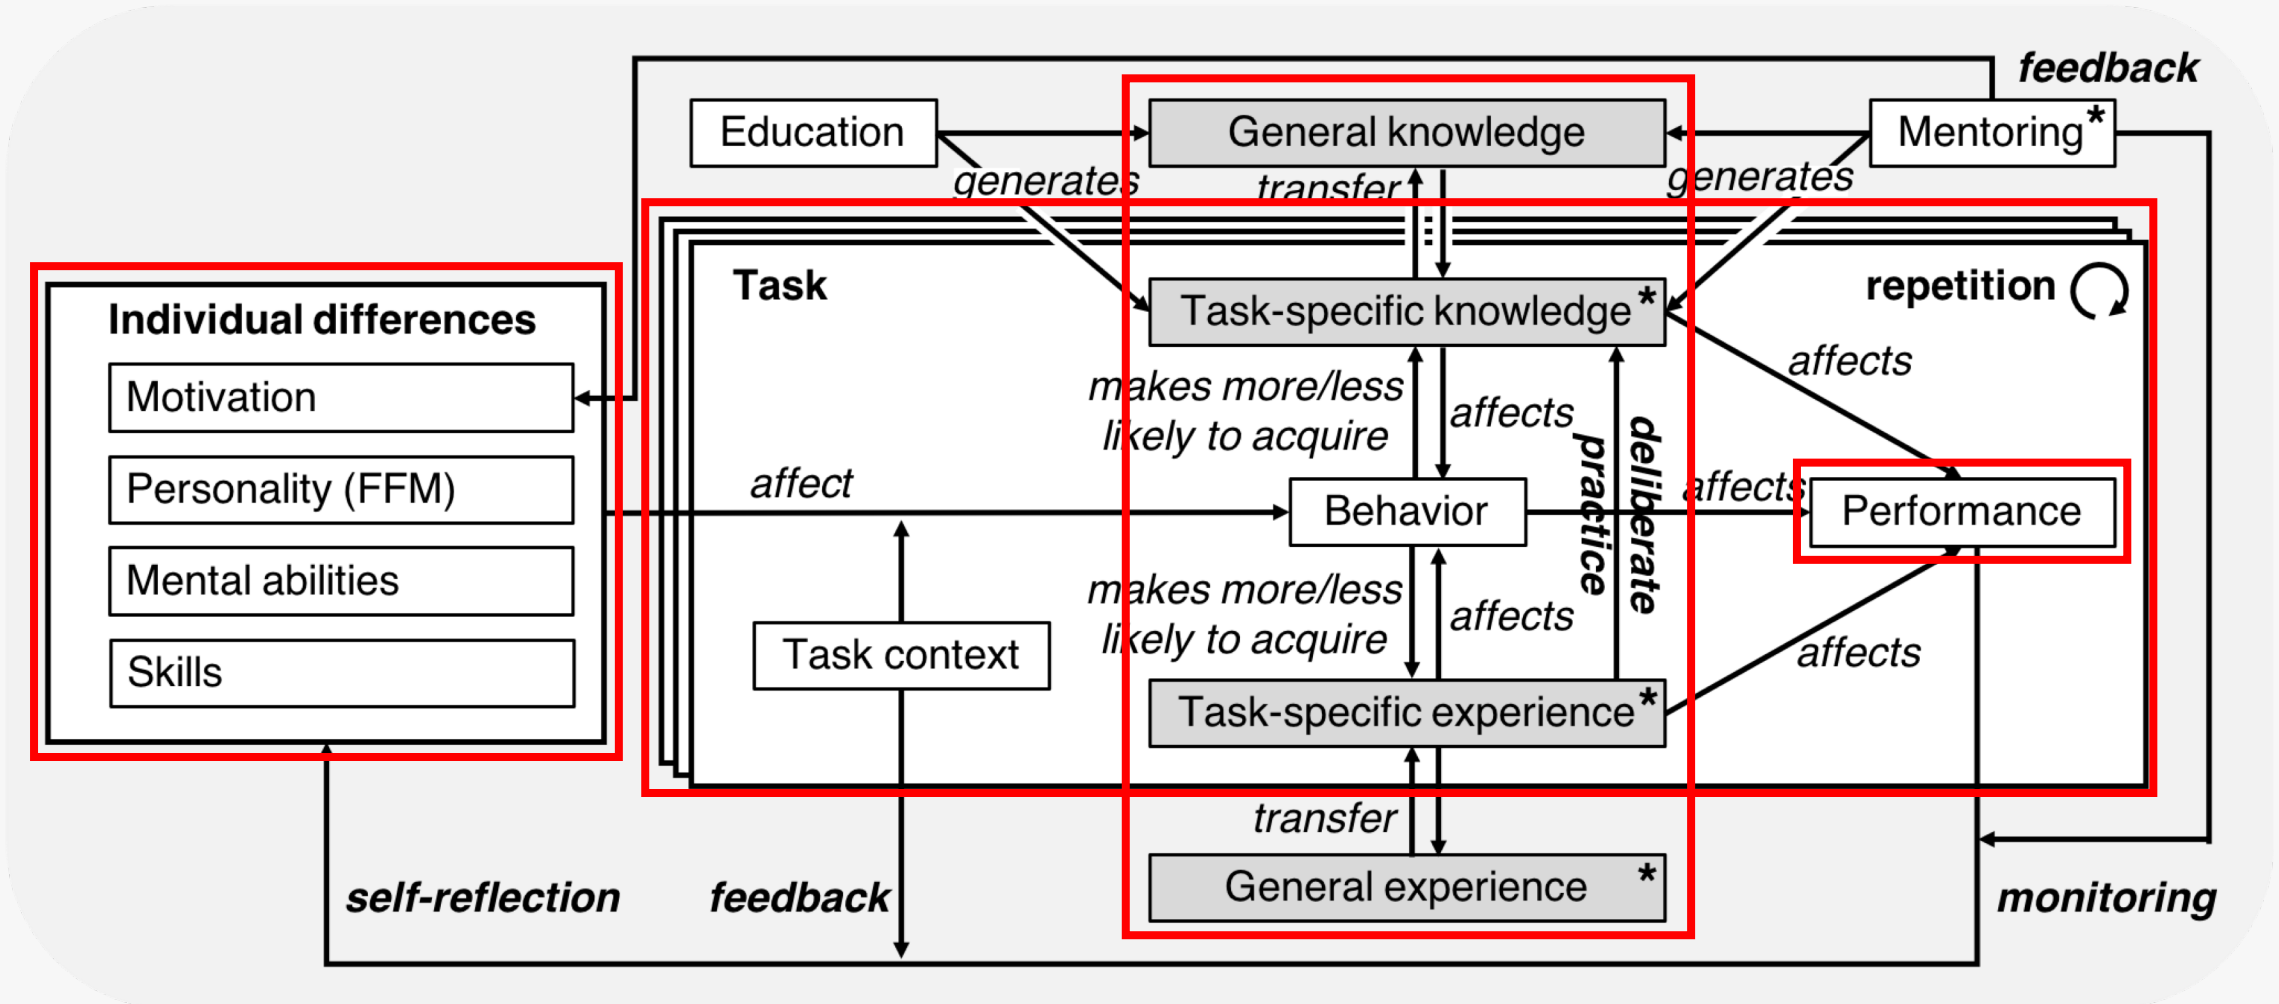 feedback
Education
General knowledge
Mentoring*
generates
transfer
generates
Task
repetition
Individual differences
Task-specific knowledge*
Motivation
makes more/less
likely to acquire
affects
affects
deliberate
practice
Personality (FFM)
affect
Behavior
affects
Performance
Mental abilities
makes more/less
likely to acquire
affects
Task context
affects
Skills
Task-specific experience*
transfer
General experience*
self-reflection
feedback
monitoring